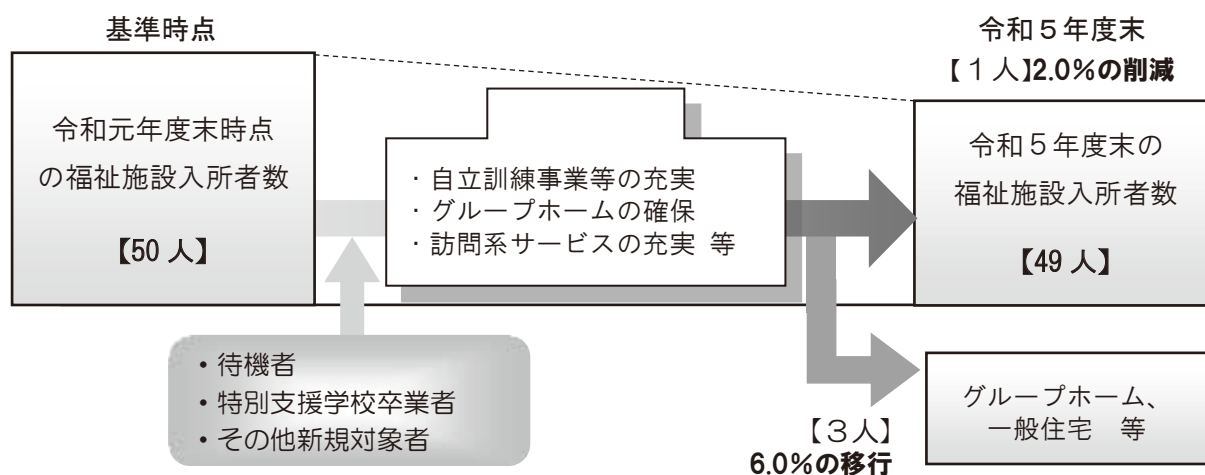 基準時点
令和元年度末時点
の福祉施設入所者数
【50 人】
・自立訓練事業等の充実
・グループホームの確保
・訪問系サービスの充実 等
令和５年度末
【１人】2.0%の削減
令和５年度末の
福祉施設入所者数
【49 人】
・待機者
・特別支援学校卒業者
・その他新規対象者
【３人】
6.0%の移行
グループホーム、
一般住宅　等